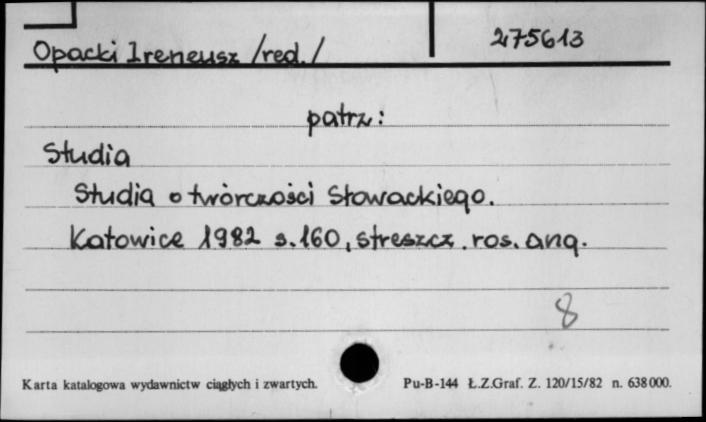 Opacki Ireneusz /red./ 275613
patrz:
Studia
Studia o twórczości Słowackiego.
Katowice 1982 s.160, streszcz. ros. ang.
8
Karta katalogowa wydawnictw ciągłych i zwartych. Pu-B-144 Ł.Z.Graf. Z. 120/15/82 n. 638000.